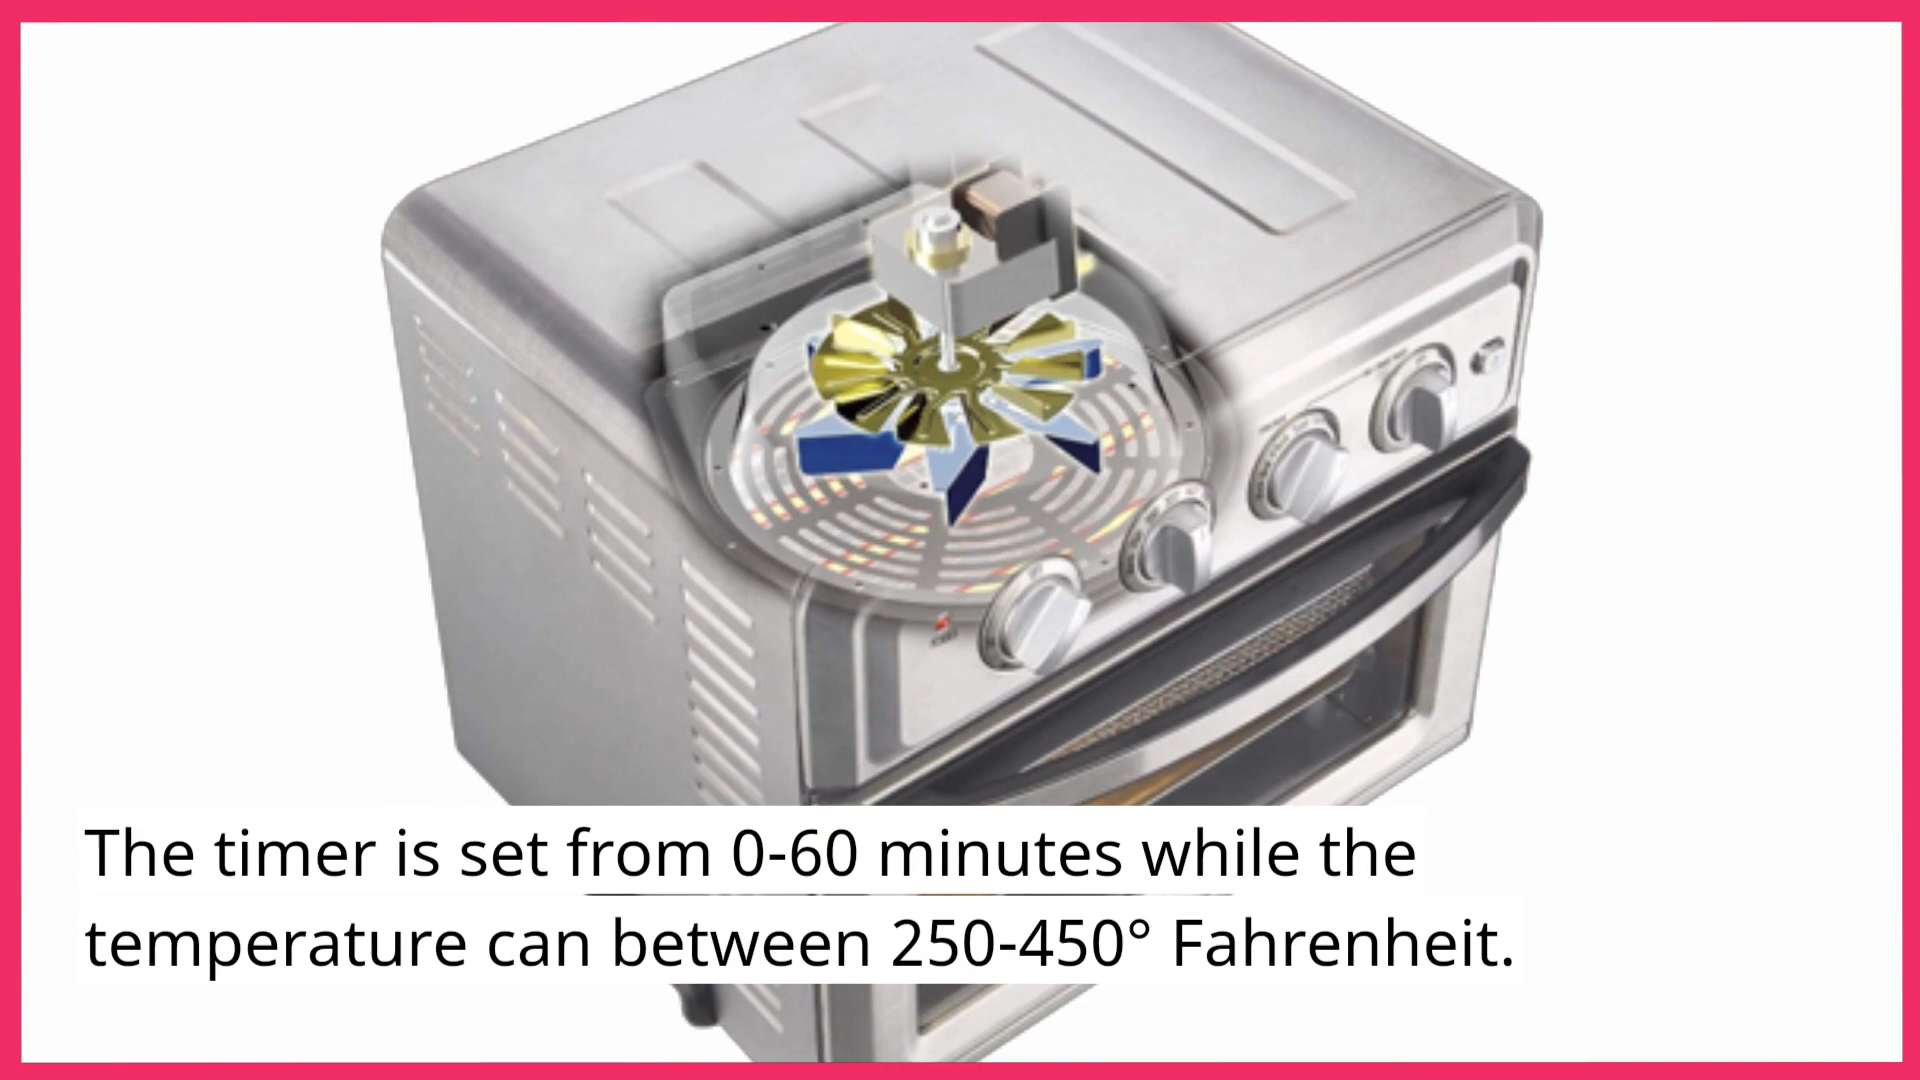 The timer is set from 0-60 minutes while the
temperature can between 250-450° Fahrenheit.